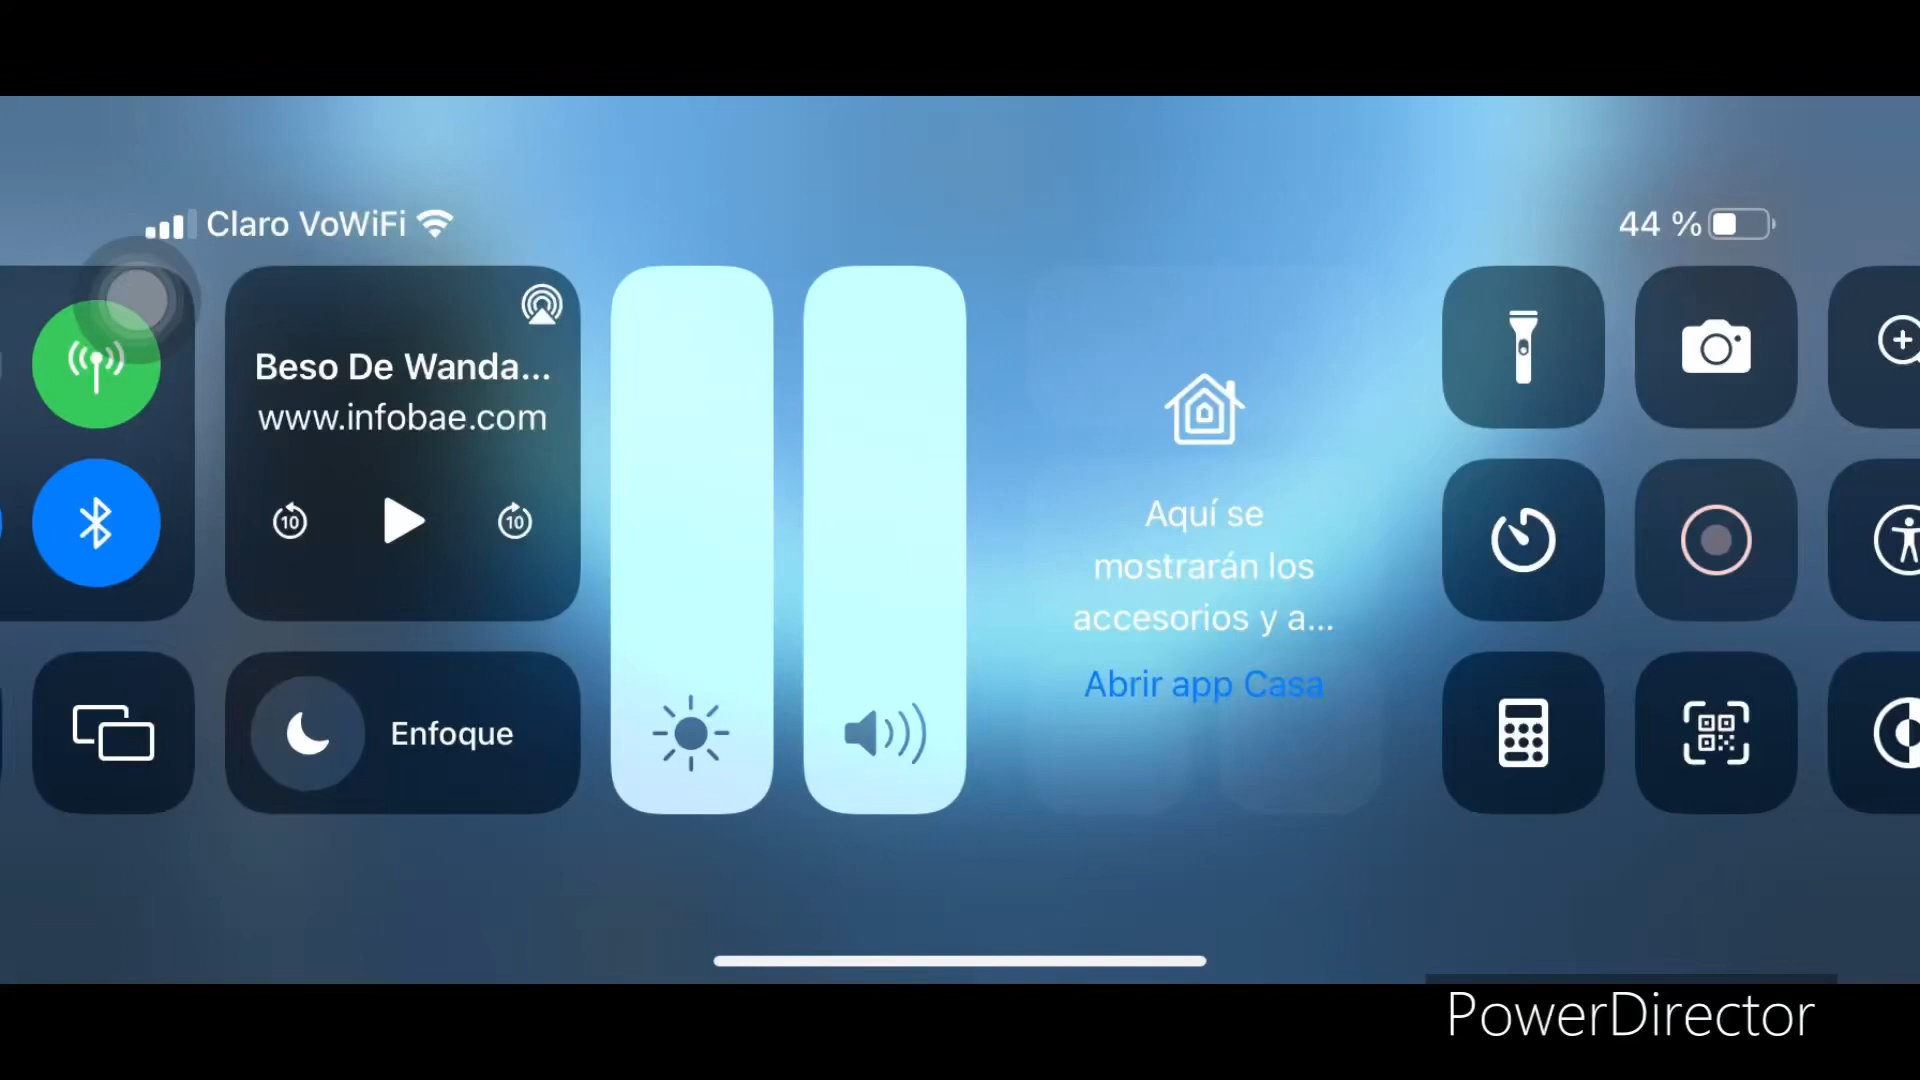 Claro VoWiFi
44 %
Beso De Wanda...
www.infobae.com
10
10
Enfoque
Aquí se
mostrarán los
accesorios y a...
Abrir app Casa
PowerDirector